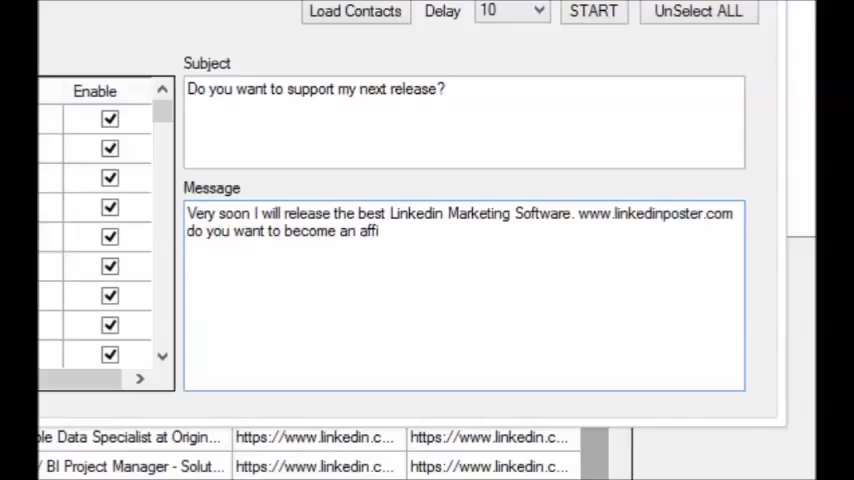 Load Contacts Delay 10 START UnSelect ALL
Subject
Enable
Do you want to support my next release?
Message
Very soon I will release the best Linkedin Marketing Software. www.linkedinposter.com
do you want to become an affi
ple Data Specialist at Origin... https://www.linkedin.c... https://www.linkedin.c...
/ BI Project Manager - Solut... https://www.linkedin.c... https://www.linkedin.c...